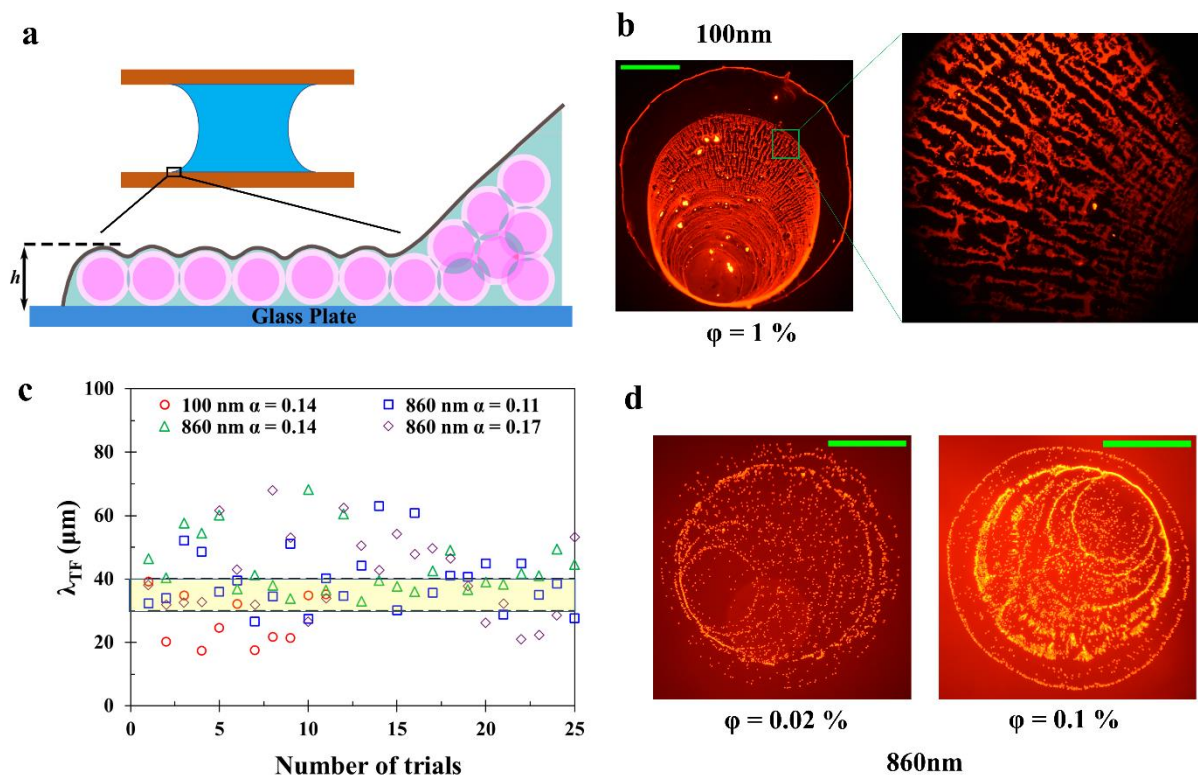 a
h
Glass Plate
b
100nm
φ = 1 %
c
100
80
60
40
20
0
λTF (µm)
100 nm α = 0.14
860 nm α = 0.11
860 nm α = 0.14
860 nm α = 0.17
0 5 10 15 20 25
Number of trials
d
φ = 0.02 %
φ = 0.1 %
860nm